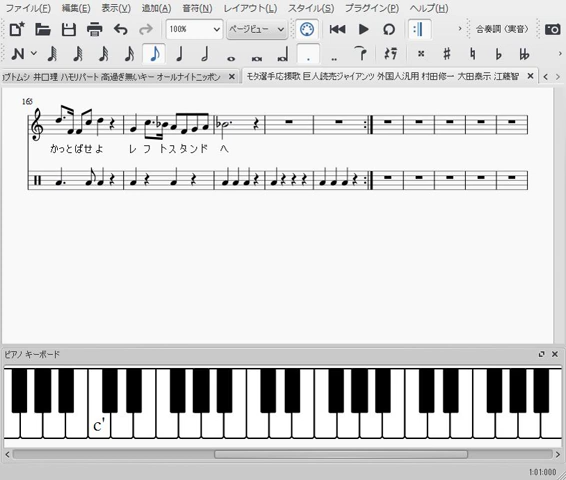 ファイル(F) 編集(E) 表示(V) 追加(A) 音符(N) レイアウト(L) スタイル(S) プラグイン(P) ヘルプ(H)
100% ページビュー 合奏調（実音）
N
カブトムシ 井口理 ハモリパート 高過ぎ無いキー オールナイトニッポン モタ選手応援歌 巨人読売ジャイアンツ 外国人汎用 村田修一 大田泰示 江藤智
165
かっとばせよ レフトスタンド へ
ピアノ キーボード
c'
1:01:000